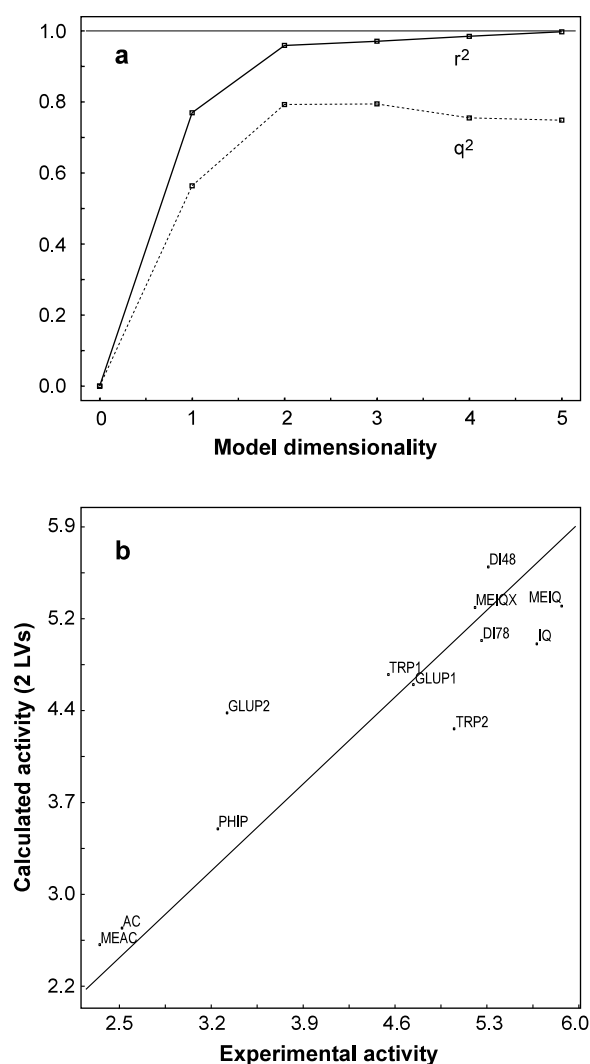 1.0
a
r2
0.8
q2
0.6
0.4
0.2
0.0
0 1 2 3 4 5
Model dimensionality
5.9
b
DI48
5.2
MEIQX MEIQ
DI78 IQ
TRP1
GLUP1
4.4
GLUP2
TRP2
Calculated activity (2 LVs)
3.7
PHIP
3.0
AC
MEAC
2.2
2.5 3.2 3.9 4.6 5.3 6.0
Experimental activity